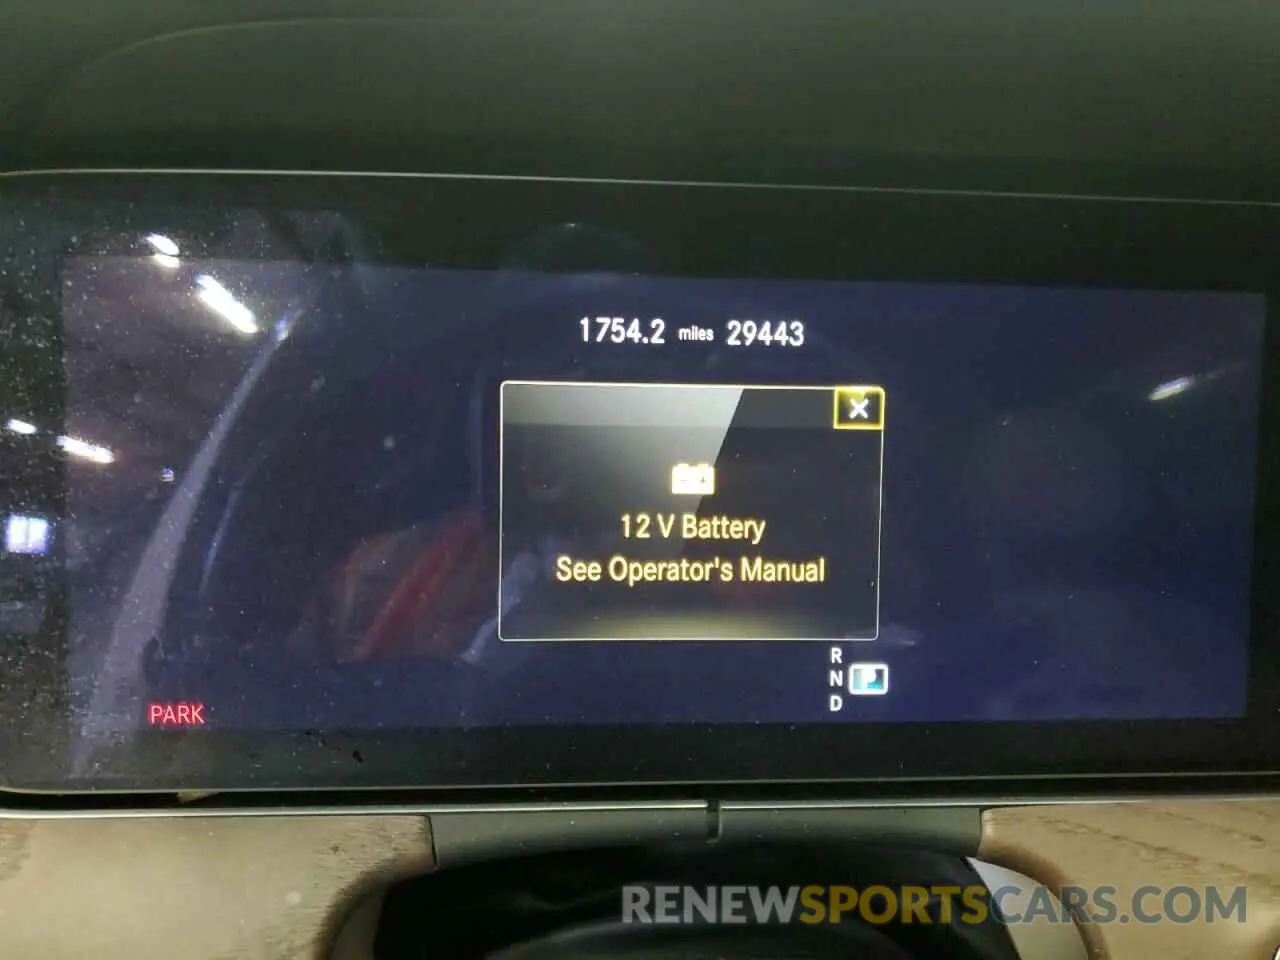 1754.2 miles 29443
12 V Battery
See Operator's Manual
R
N P
D
PARK
RENEWSPORTSCARS.COM